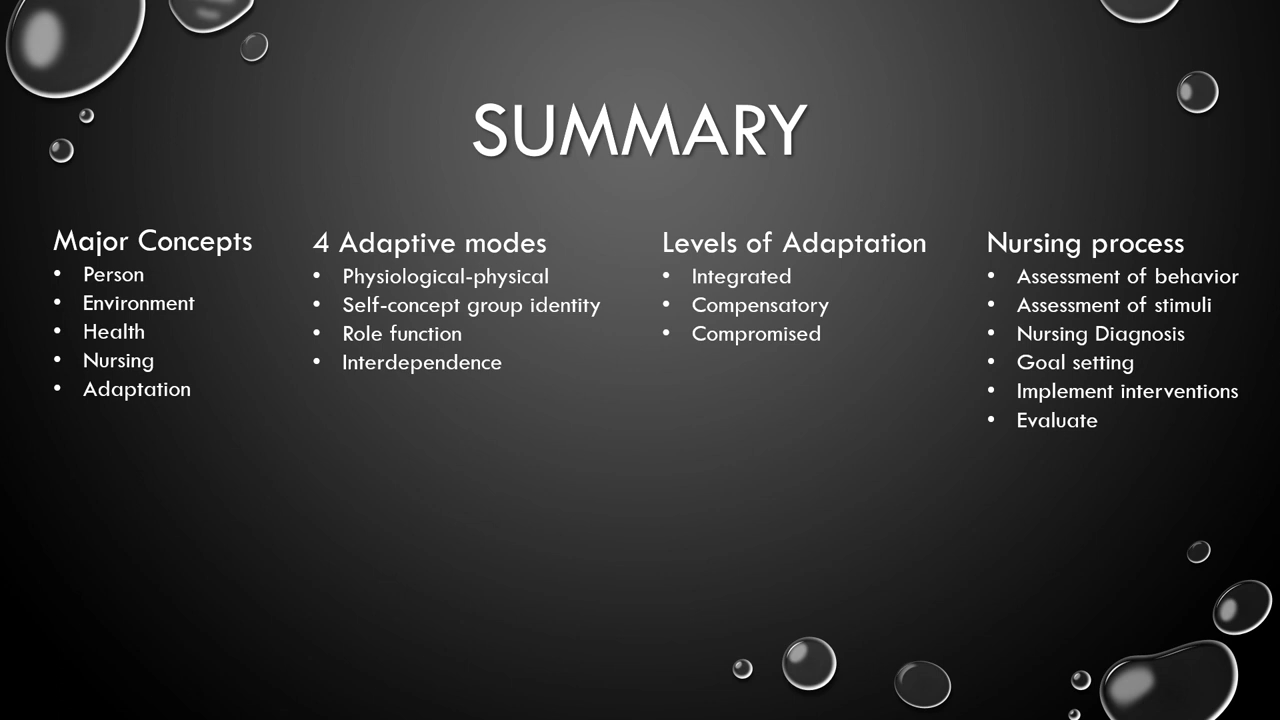 SUMMARY
Major Concepts
• Person
• Environment
• Health
• Nursing
• Adaptation
4 Adaptive modes
• Physiological-physical
• Self-concept group identity
• Role function
• Interdependence
Levels of Adaptation
• Integrated
• Compensatory
• Compromised
Nursing process
• Assessment of behavior
• Assessment of stimuli
• Nursing Diagnosis
• Goal setting
• Implement interventions
• Evaluate